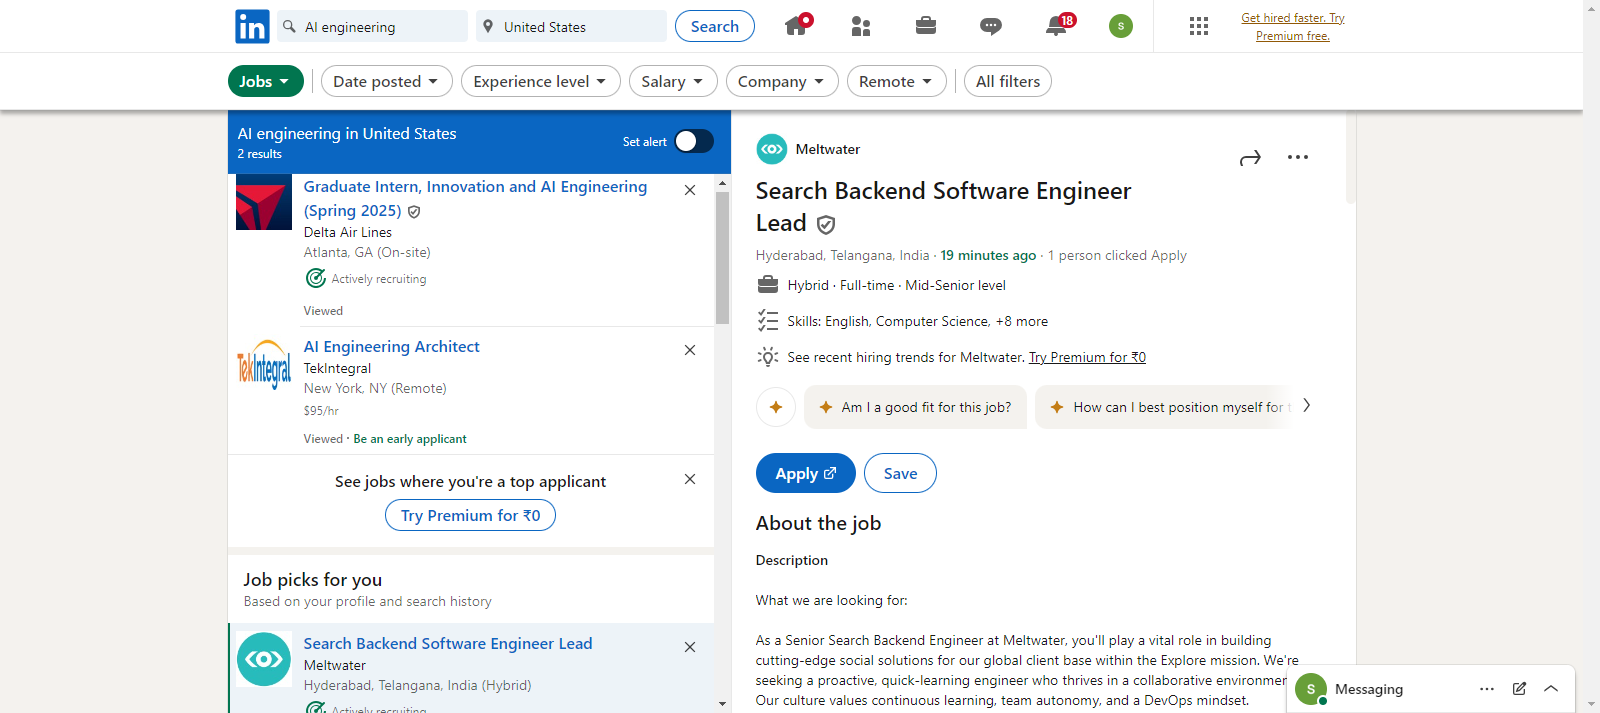 in
AI engineering
United States
Search
18
S
Get hired faster. Try
Premium free.
Jobs
Date posted
Experience level
Salary
Company
Remote
All filters
AI engineering in United States
2 results
Set alert
Graduate Intern, Innovation and AI Engineering
(Spring 2025)
Delta Air Lines
Atlanta, GA (On-site)
Actively recruiting
Viewed
TekIntegral
AI Engineering Architect
TekIntegral
New York, NY (Remote)
$95/hr
Viewed · Be an early applicant
See jobs where you're a top applicant
Try Premium for ₹0
Job picks for you
Based on your profile and search history
Search Backend Software Engineer Lead
Meltwater
Hyderabad, Telangana, India (Hybrid)
Actively recruiting
Meltwater
Search Backend Software Engineer
Lead
Hyderabad, Telangana, India · 19 minutes ago · 1 person clicked Apply
Hybrid · Full-time · Mid-Senior level
Skills: English, Computer Science, +8 more
See recent hiring trends for Meltwater. Try Premium for ₹0
Am I a good fit for this job?
How can I best position myself for
Apply
Save
About the job
Description
What we are looking for:
As a Senior Search Backend Engineer at Meltwater, you'll play a vital role in building
cutting-edge social solutions for our global client base within the Explore mission. We're
seeking a proactive, quick-learning engineer who thrives in a collaborative environmen
Our culture values continuous learning, team autonomy, and a DevOps mindset.
S
Messaging